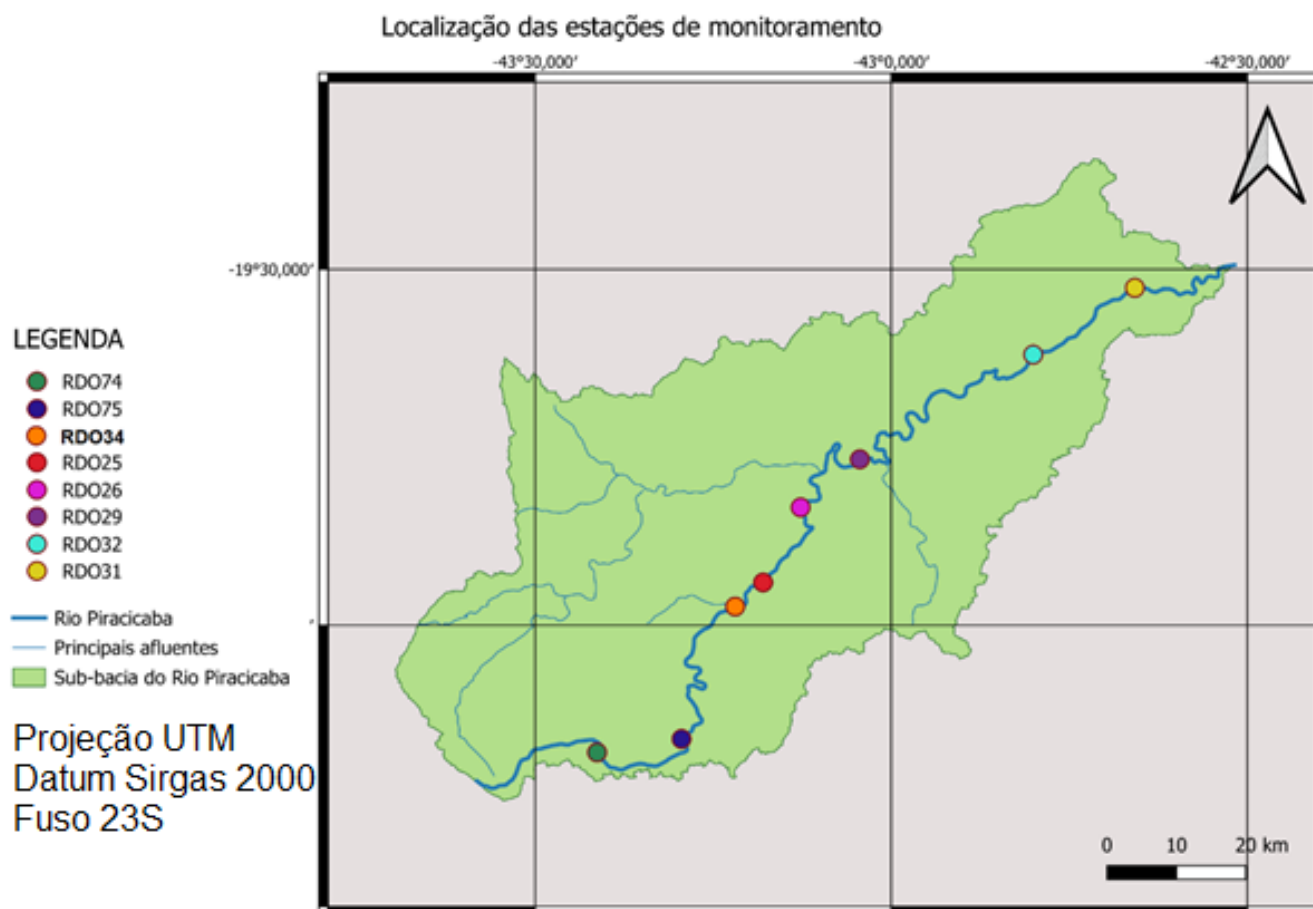 Localização das estações de monitoramento
-43°30,000′
-43°0,000′
-42°30,000′
-19°30,000′
′
LEGENDA
RDO74
RDO75
RDO34
RDO25
RDO26
RDO29
RDO32
RDO31
Rio Piracicaba
Principais afluentes
Sub-bacia do Rio Piracicaba
Projeção UTM
Datum Sirgas 2000
Fuso 23S
0 10 20 km